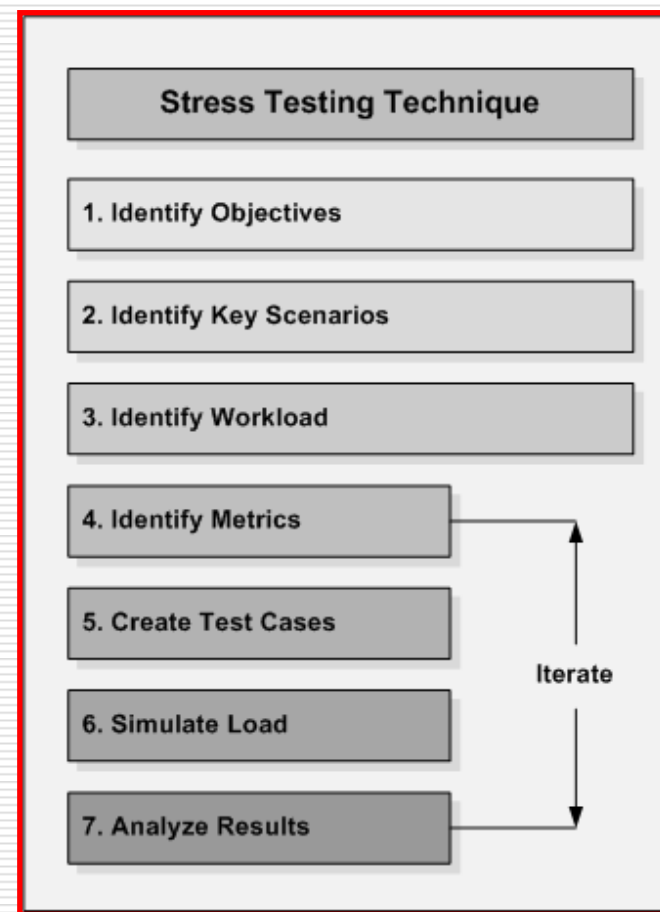 Stress Testing Technique
1. Identify Objectives
2. Identify Key Scenarios
3. Identify Workload
4. Identify Metrics
5. Create Test Cases
Iterate
6. Simulate Load
7. Analyze Results